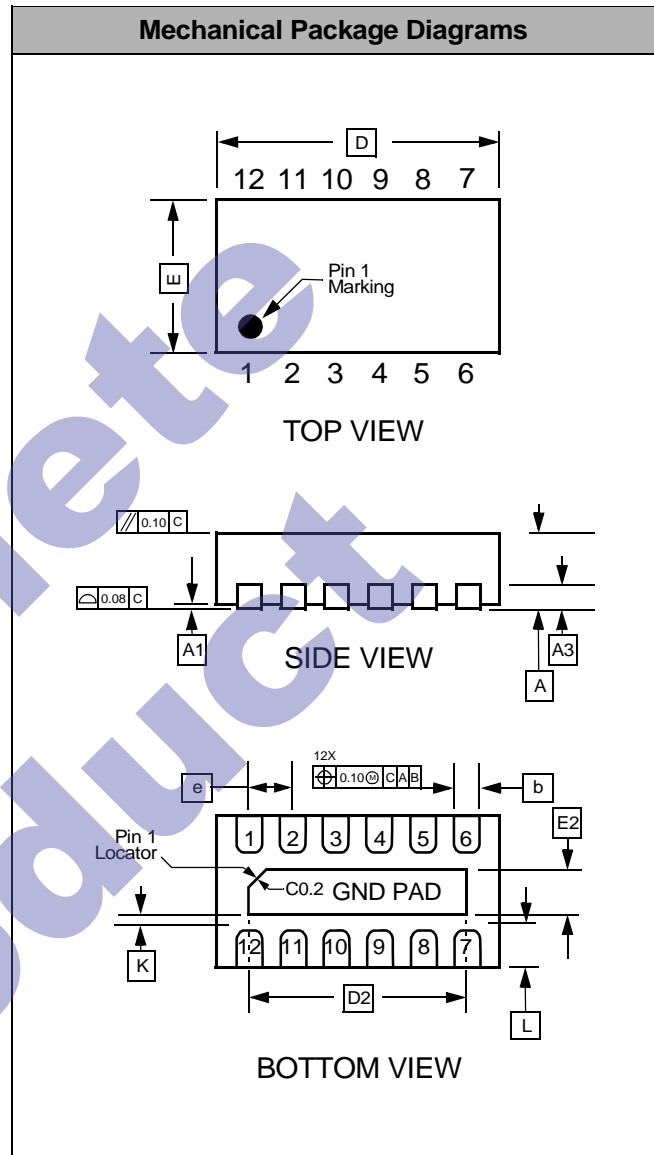 Mechanical Package Diagrams
D
12 11 10 9 8 7
E
Pin 1
Marking
1 2 3 4 5 6
TOP VIEW
// 0.10 C
⌓ 0.08 C
A1
SIDE VIEW
A3
A
12X
e
⌖ 0.10 Ⓜ C A B
b
E2
Pin 1
Locator
1 2 3 4 5 6
C0.2 GND PAD
K
12 11 10 9 8 7
D2
L
BOTTOM VIEW
ete
oduct